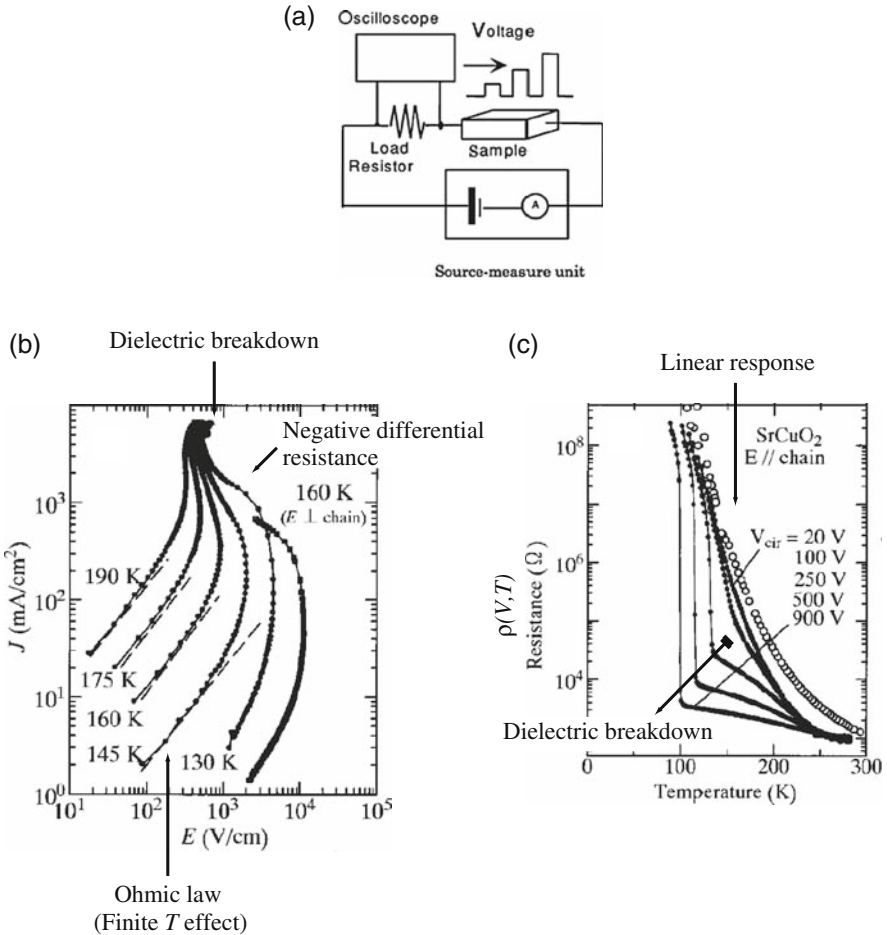 (a)
Oscilloscope
Voltage
Load
Resistor
Sample
A
Source-measure unit
(b)
Dielectric breakdown
Negative differential
resistance
160 K
(E ⊥ chain)
190 K
175 K
160 K
145 K
130 K
J (mA/cm²)
10³
10²
10¹
10⁰
10¹ 10² 10³ 10⁴ 10⁵
E (V/cm)
Ohmic law
(Finite T effect)
(c)
Linear response
SrCuO₂
E // chain
V_cir = 20 V
100 V
250 V
500 V
900 V
ρ(V,T)
Resistance (Ω)
10⁸
10⁶
10⁴
Dielectric breakdown
0 100 200 300
Temperature (K)